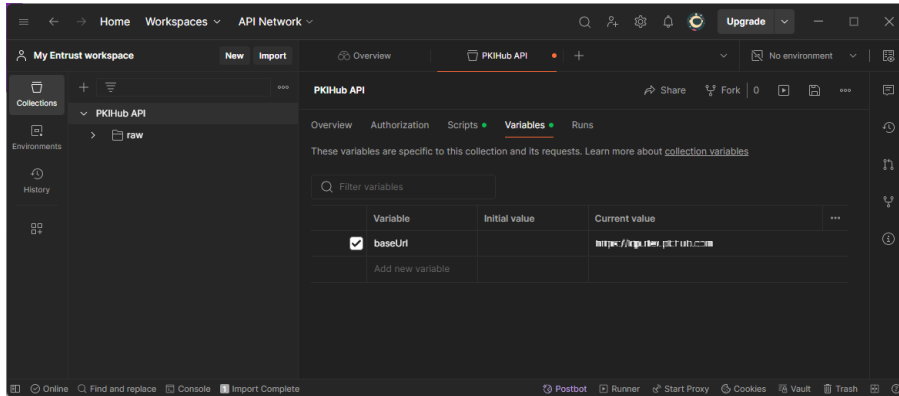 Home Workspaces API Network Upgrade
My Entrust workspace New Import Overview PKIHub API No environment
Collections
Environments
History
PKIHub API
raw
PKIHub API Share Fork 0
Overview Authorization Scripts Variables Runs
These variables are specific to this collection and its requests. Learn more about collection variables
Filter variables
Variable Initial value Current value
baseUrl
Add new variable
Online Find and replace Console Import Complete Postbot Runner Start Proxy Cookies Vault Trash